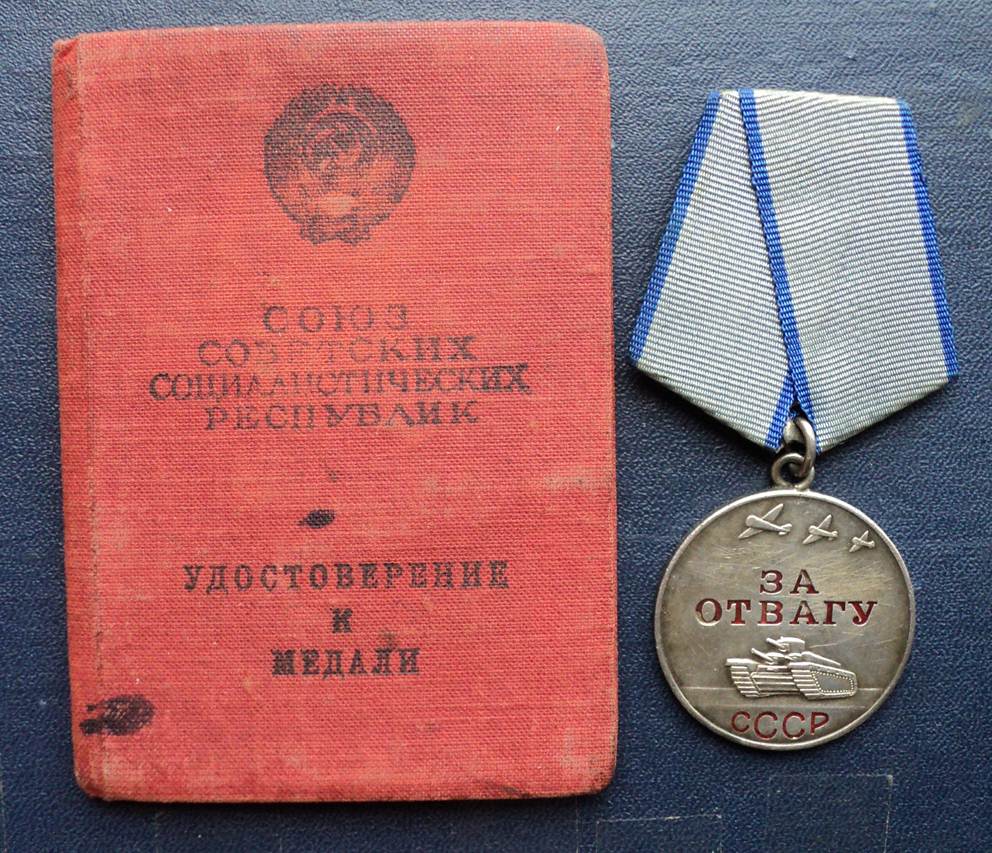 СОЮЗ
СОВЕТСКИХ
СОЦИАЛИСТИЧЕСКИХ
РЕСПУБЛИК
УДОСТОВЕРЕНИЕ
К
МЕДАЛИ
ЗА
ОТВАГУ
СССР